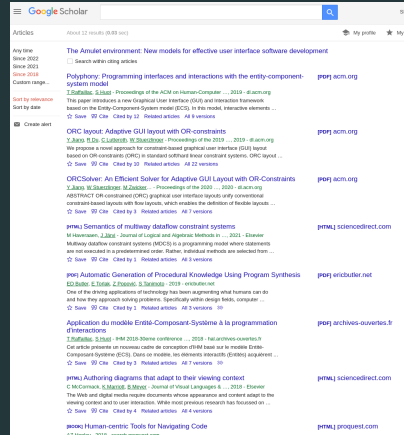 Google Scholar
Articles
About 12 results (0.03 sec)
My profile
My
Any time
Since 2022
Since 2021
Since 2018
Custom range...
Sort by relevance
Sort by date
Create alert
The Amulet environment: New models for effective user interface software development
Search within citing articles
Polyphony: Programming interfaces and interactions with the entity-component-
system model
[PDF] acm.org
T Raffaillac, S Huot - Proceedings of the ACM on Human-Computer ..., 2019 - dl.acm.org
This paper introduces a new Graphical User Interface (GUI) and Interaction framework
based on the Entity-Component-System model (ECS). In this model, interactive elements ...
Save Cite Cited by 12 Related articles All 9 versions
ORC layout: Adaptive GUI layout with OR-constraints
[PDF] acm.org
Y Jiang, R Du, C Lutteroth, W Stuerzlinger - Proceedings of the 2019 ..., 2019 - dl.acm.org
We propose a novel approach for constraint-based graphical user interface (GUI) layout
based on OR-constraints (ORC) in standard soft/hard linear constraint systems. ORC layout ...
Save Cite Cited by 10 Related articles All 22 versions
ORCSolver: An Efficient Solver for Adaptive GUI Layout with OR-Constraints
[PDF] acm.org
Y Jiang, W Stuerzlinger, M Zwicker... - Proceedings of the 2020 ..., 2020 - dl.acm.org
ABSTRACT OR-constrained (ORC) graphical user interface layouts unify conventional
constraint-based layouts with flow layouts, which enables the definition of flexible layouts ...
Save Cite Cited by 3 Related articles All 7 versions
[HTML] Semantics of multiway dataflow constraint systems
[HTML] sciencedirect.com
M Haveraaen, J Järvi - Journal of Logical and Algebraic Methods in ..., 2021 - Elsevier
Multiway dataflow constraint systems (MDCS) is a programming model where statements
are not executed in a predetermined order. Rather, individual methods are selected from ...
Save Cite Cited by 1 Related articles All 3 versions
[PDF] Automatic Generation of Procedural Knowledge Using Program Synthesis
[PDF] ericbutler.net
ED Butler, E Torlak, Z Popović, S Tanimoto - 2019 - ericbutler.net
One of the driving applications of technology has been augmenting what humans can do
and how they approach solving problems. Specifically within design fields, computer ...
Save Cite Cited by 1 Related articles All 3 versions
Application du modèle Entité-Composant-Système à la programmation
d'interactions
[PDF] archives-ouvertes.fr
T Raffaillac, S Huot - IHM 2018-30ème conférence ..., 2018 - hal.archives-ouvertes.fr
Cet article présente un nouveau cadre de conception d'IHM basé sur le modèle Entité-
Composant-Système (ECS). Dans ce modèle, les éléments interactifs (Entités) acquièrent ...
Save Cite Cited by 3 Related articles All 7 versions
[HTML] Authoring diagrams that adapt to their viewing context
[HTML] sciencedirect.com
C McCormack, K Marriott, B Meyer - Journal of Visual Languages & ..., 2018 - Elsevier
The Web and digital media require documents whose appearance and content adapt to the
viewing context and to user interaction. While most previous research has focussed on ...
Save Cite Cited by 4 Related articles All 4 versions
[BOOK] Human-centric Tools for Navigating Code
[HTML] proquest.com